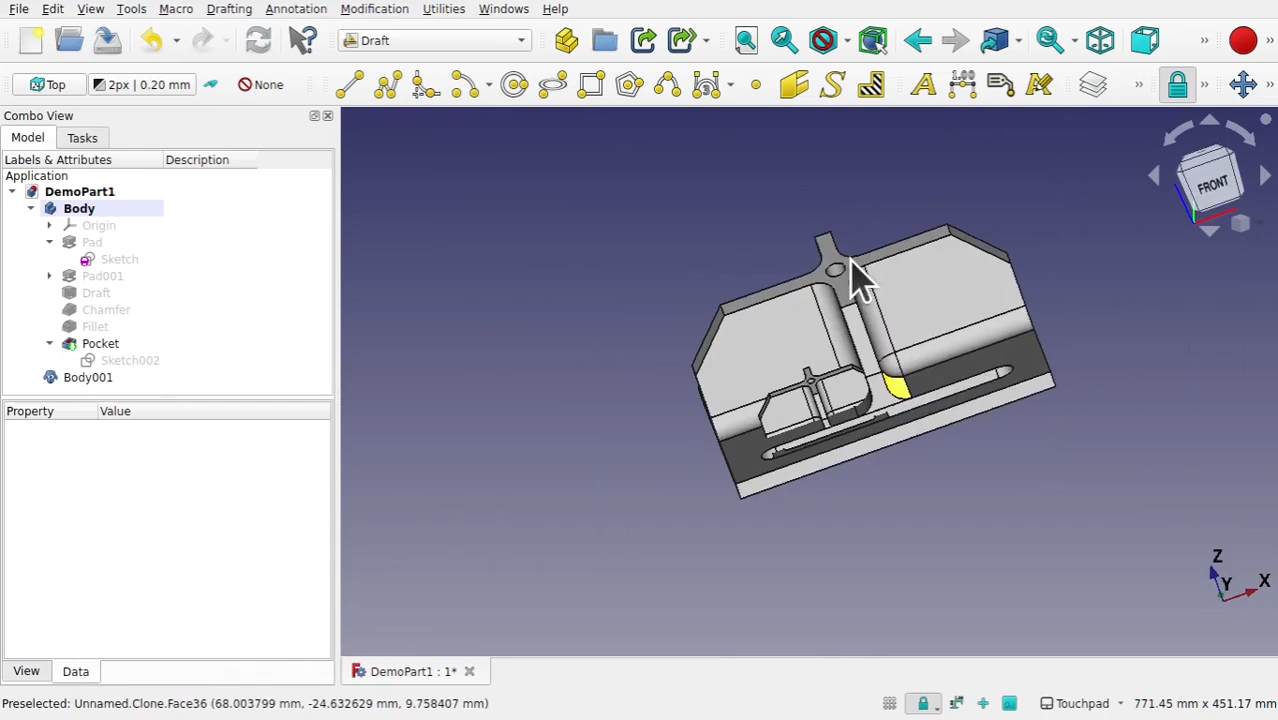 File Edit View Tools Macro Drafting Annotation Modification Utilities Windows Help
Draft
Top 2px | 0.20 mm None 3 A 1.00
Combo View
Model Tasks
Labels & Attributes Description
Application
DemoPart1
Body
Origin
Pad
Sketch
Pad001
Draft
Chamfer
Fillet
Pocket
Sketch002
Body001
Property Value
FRONT
Z
Y X
View Data
DemoPart1 : 1*
Preselected: Unnamed.Clone.Face36 (68.003799 mm, -24.632629 mm, 9.758407 mm) Touchpad 771.45 mm x 451.17 mm